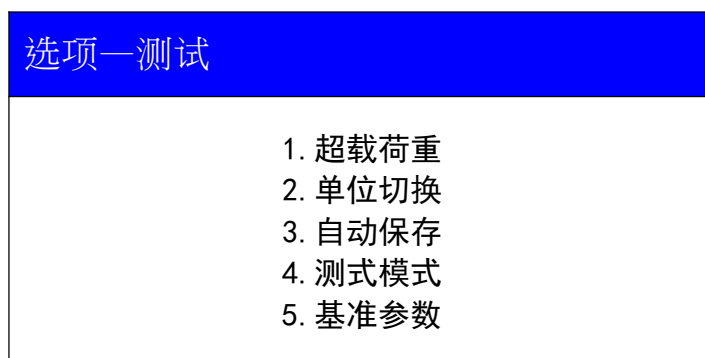 选项—测试
1.超载荷重
2.单位切换
3.自动保存
4.测式模式
5.基准参数